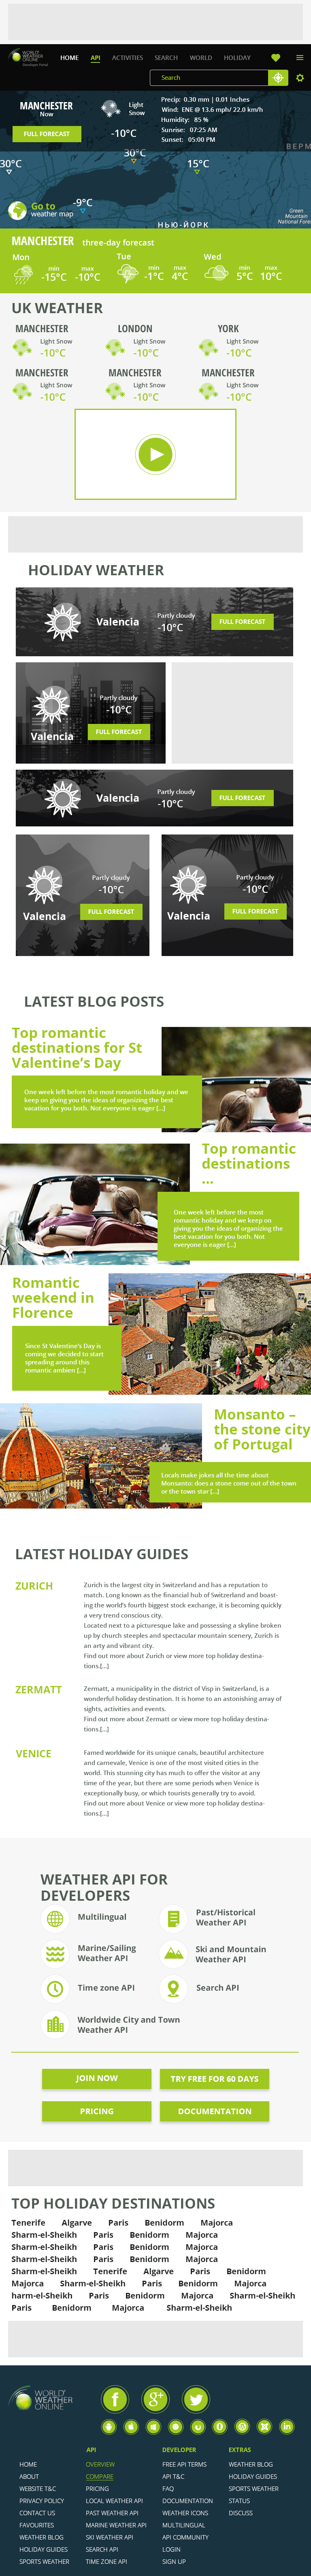 WORLD
WEATHER
ONLINE
Developer Portal
HOME API ACTIVITIES SEARCH WORLD HOLIDAY
Search
MANCHESTER
Now
FULL FORECAST
Light
Snow
-10°C
Precip: 0.30 mm | 0.01 Inches
Wind: ENE @ 13.6 mph/ 22.0 km/h
Humidity: 85 %
Sunrise: 07:25 AM
Sunset: 05:00 PM
ВЕРМ
30°C
30°C
15°C
-9°C
Go to
weather map
НЬЮ-ЙОРК
Green
Mountain
National Fores
MANCHESTER three-day forecast
Mon
min max
-15°C -10°C
Tue
min max
-1°C 4°C
Wed
min max
5°C 10°C
UK WEATHER
MANCHESTER
Light Snow
-10°C
LONDON
Light Snow
-10°C
YORK
Light Snow
-10°C
MANCHESTER
Light Snow
-10°C
MANCHESTER
Light Snow
-10°C
MANCHESTER
Light Snow
-10°C
HOLIDAY WEATHER
Valencia
Partly cloudy
-10°C
FULL FORECAST
Valencia
Partly cloudy
-10°C
FULL FORECAST
Valencia
Partly cloudy
-10°C
FULL FORECAST
Valencia
Partly cloudy
-10°C
FULL FORECAST
Valencia
Partly cloudy
-10°C
FULL FORECAST
LATEST BLOG POSTS
Top romantic
destinations for St
Valentine's Day
One week left before the most romantic holiday and we
keep on giving you the ideas of organizing the best
vacation for you both. Not everyone is eager [...]
Top romantic
destinations
...
One week left before the most
romantic holiday and we keep on
giving you the ideas of organizing the
best vacation for you both. Not
everyone is eager [...]
Romantic
weekend in
Florence
Since St Valentine's Day is
coming we decided to start
spreading around this
romantic ambien [...]
Monsanto –
the stone city
of Portugal
Locals make jokes all the time about
Monsanto: does a stone come out of the town
or the town star [...]
LATEST HOLIDAY GUIDES
ZURICH
Zurich is the largest city in Switzerland and has a reputation to
match. Long known as the financial hub of Switzerland and boast-
ing the world's fourth biggest stock exchange, it is becoming quickly
a very trend conscious city.
Located next to a picturesque lake and possessing a skyline broken
up by church steeples and spectacular mountain scenery, Zurich is
an arty and vibrant city.
Find out more about Zurich or view more top holiday destina-
tions.[...]
ZERMATT
Zermatt, a municipality in the district of Visp in Switzerland, is a
wonderful holiday destination. It is home to an astonishing array of
sights, activities and events.
Find out more about Zermatt or view more top holiday destina-
tions.[...]
VENICE
Famed worldwide for its unique canals, beautiful architecture
and carnevale, Venice is one of the most visited cities in the
world. This stunning city has much to offer the visitor at any
time of the year, but there are some periods when Venice is
exceptionally busy, or which tourists generally try to avoid.
Find out more about Venice or view more top holiday destina-
tions.[...]
WEATHER API FOR
DEVELOPERS
Multilingual
Past/Historical
Weather API
Marine/Sailing
Weather API
Ski and Mountain
Weather API
Time zone API
Search API
Worldwide City and Town
Weather API
JOIN NOW
TRY FREE FOR 60 DAYS
PRICING
DOCUMENTATION
TOP HOLIDAY DESTINATIONS
Tenerife Algarve Paris Benidorm Majorca
Sharm-el-Sheikh Paris Benidorm Majorca
Sharm-el-Sheikh Paris Benidorm Majorca
Sharm-el-Sheikh Paris Benidorm Majorca
Sharm-el-Sheikh Tenerife Algarve Paris Benidorm
Majorca Sharm-el-Sheikh Paris Benidorm Majorca
harm-el-Sheikh Paris Benidorm Majorca Sharm-el-Sheikh
Paris Benidorm Majorca Sharm-el-Sheikh
WORLD
WEATHER
ONLINE
HOME
ABOUT
WEBSITE T&C
PRIVACY POLICY
CONTACT US
FAVOURITES
WEATHER BLOG
HOLIDAY GUIDES
SPORTS WEATHER
API
OVERVIEW
COMPARE
PRICING
LOCAL WEATHER API
PAST WEATHER API
MARINE WEATHER API
SKI WEATHER API
SEARCH API
TIME ZONE API
DEVELOPER
FREE API TERMS
API T&C
FAQ
DOCUMENTATION
WEATHER ICONS
MULTILINGUAL
API COMMUNITY
LOGIN
SIGN UP
EXTRAS
WEATHER BLOG
HOLIDAY GUIDES
SPORTS WEATHER
STATUS
DISCUSS